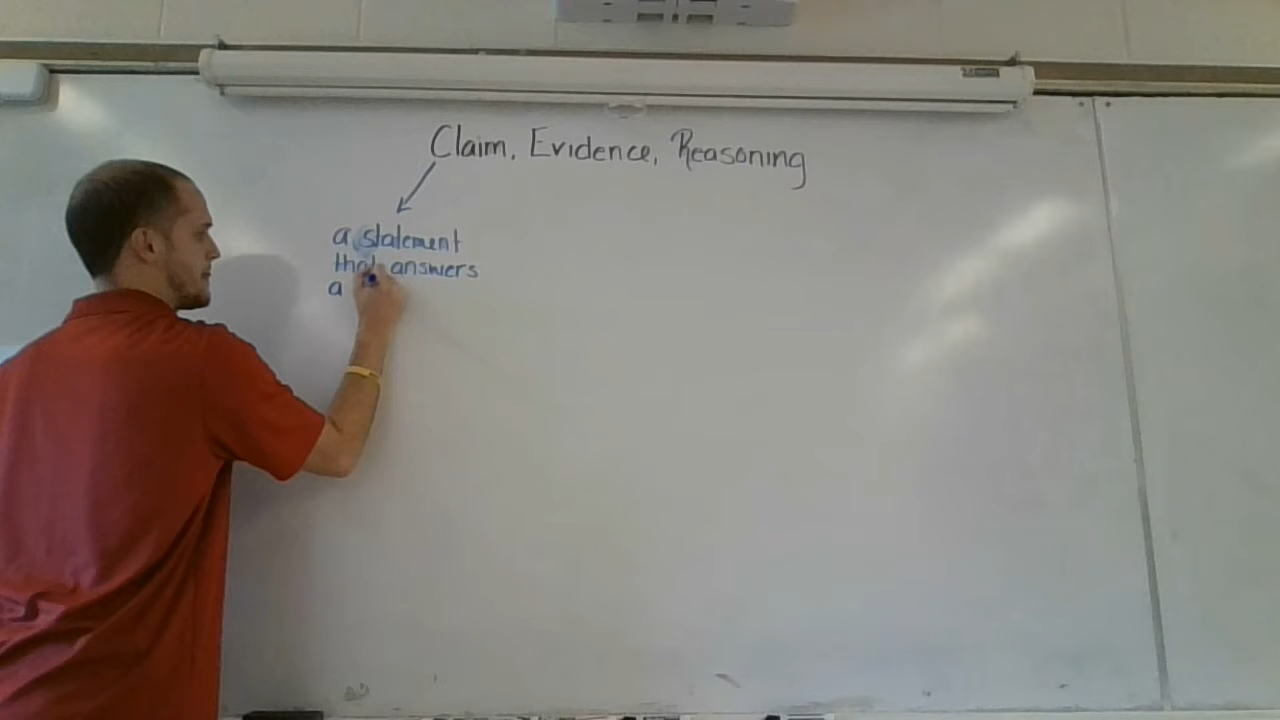 Claim, Evidence, Reasoning
a statement
that answers
a